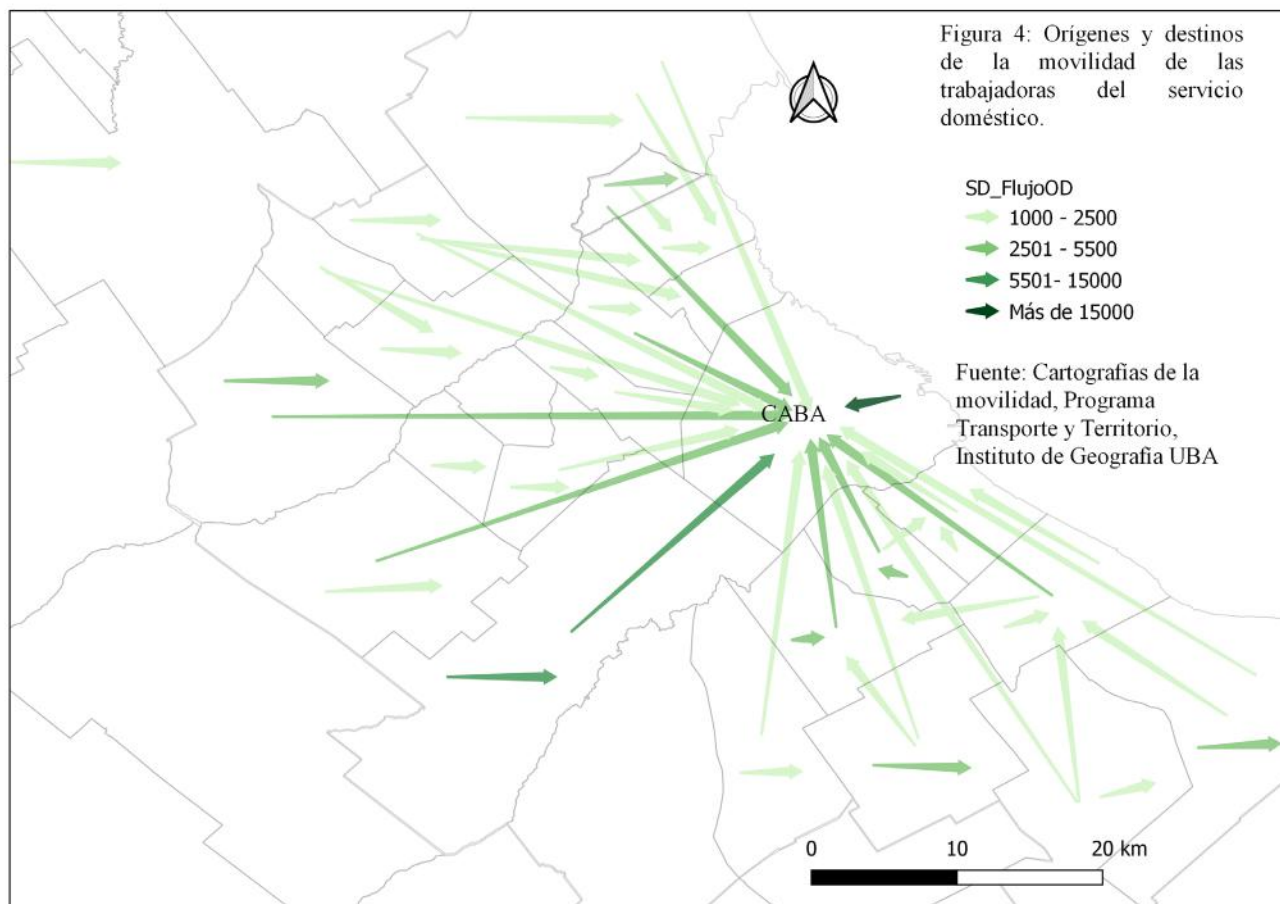 Figura 4: Orígenes y destinos
de la movilidad de las
trabajadoras del servicio
doméstico.
SD_FlujoOD
1000 - 2500
2501 - 5500
5501- 15000
Más de 15000
Fuente: Cartografías de la
movilidad, Programa
Transporte y Territorio,
Instituto de Geografía UBA
CABA
0 10 20 km